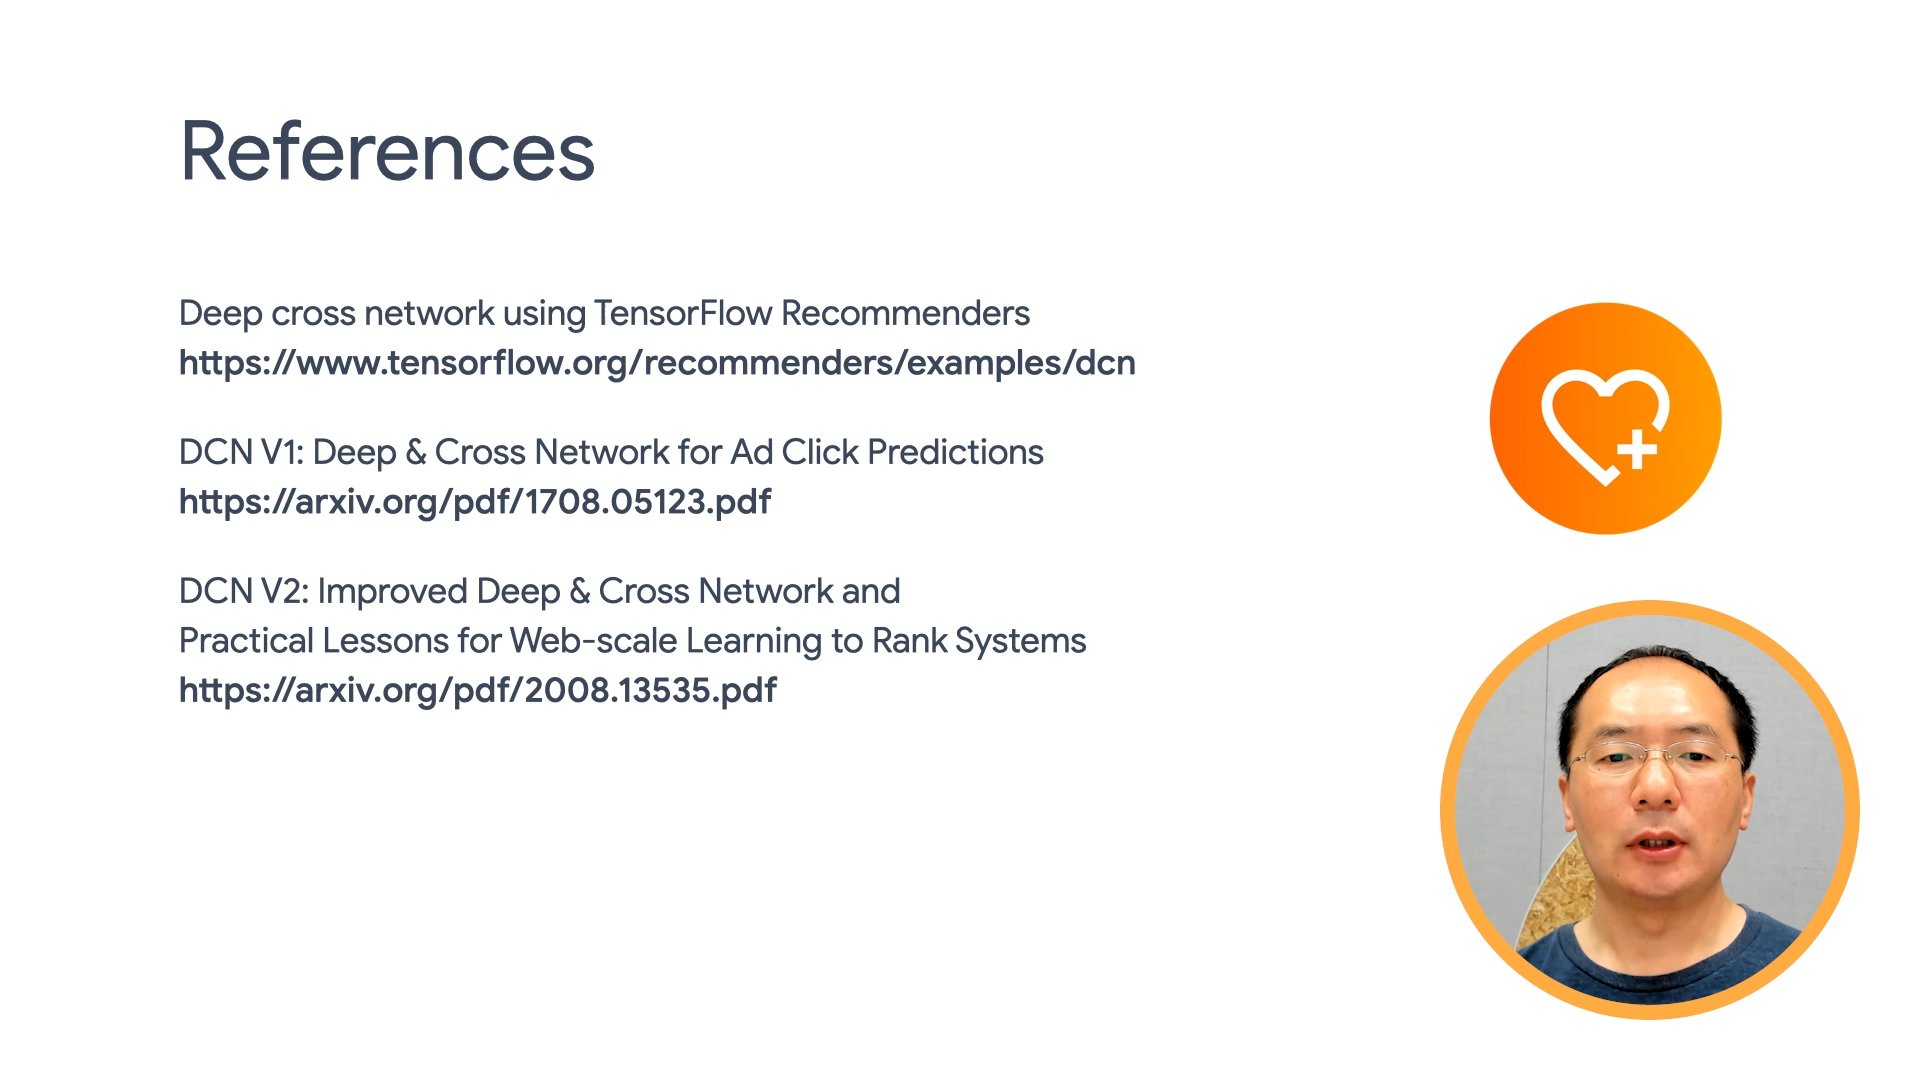 References
Deep cross network using TensorFlow Recommenders
https://www.tensorflow.org/recommenders/examples/dcn
DCN V1: Deep & Cross Network for Ad Click Predictions
https://arxiv.org/pdf/1708.05123.pdf
DCN V2: Improved Deep & Cross Network and
Practical Lessons for Web-scale Learning to Rank Systems
https://arxiv.org/pdf/2008.13535.pdf